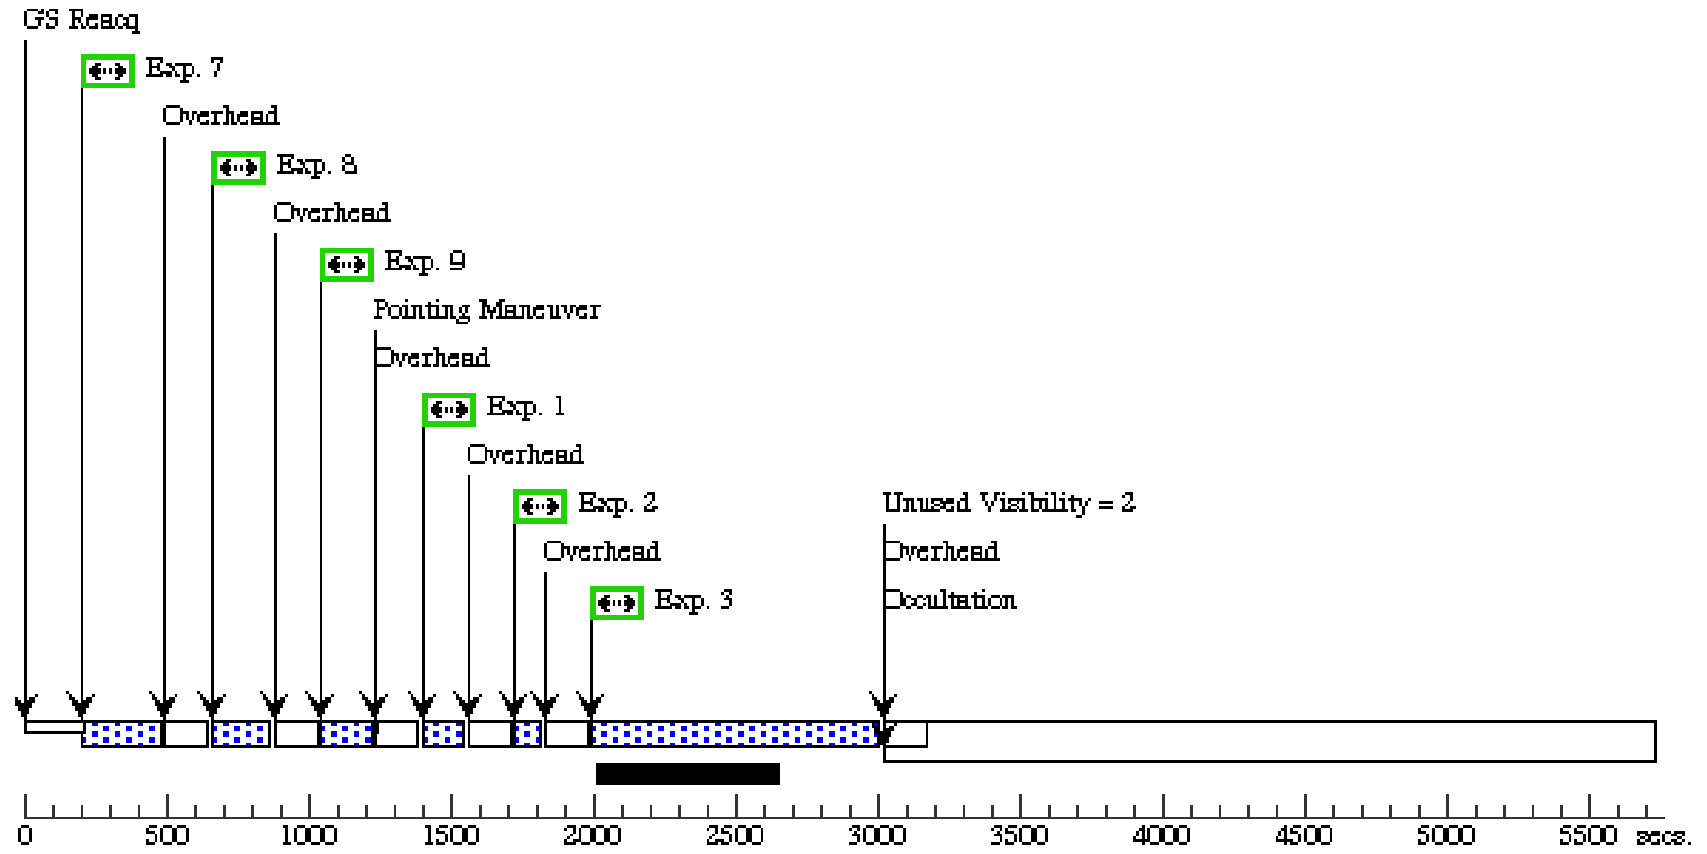 GS Reacq
Exp. 7
Overhead
Exp. 8
Overhead
Exp. 9
Pointing Maneuver
Overhead
Exp. 1
Overhead
Exp. 2
Unused Visibility = 2
Overhead
Overhead
Exp. 3
Occultation
0 500 1000 1500 2000 2500 3000 3500 4000 4500 5000 5500 secs.